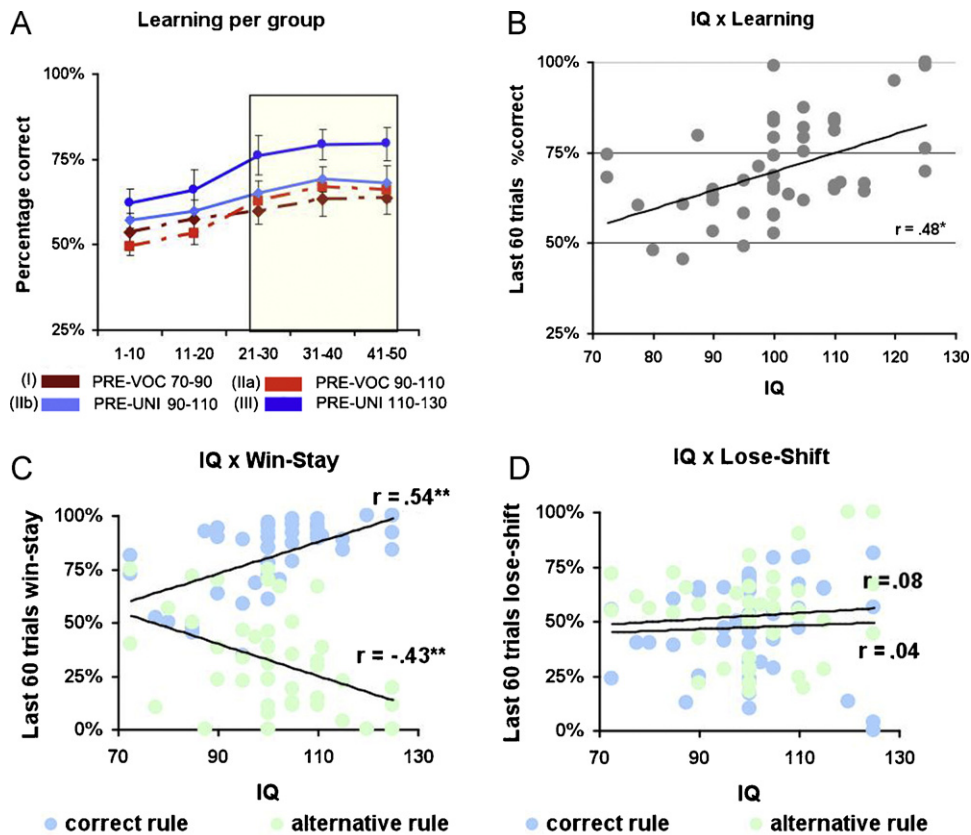 A
Learning per group
Percentage correct
100%
75%
50%
25%
1-10 11-20 21-30 31-40 41-50
(I) PRE-VOC 70-90 (IIa) PRE-VOC 90-110
(IIb) PRE-UNI 90-110 (III) PRE-UNI 110-130
B
IQ x Learning
Last 60 trials %correct
100%
75%
50%
25%
r = .48*
70 80 90 100 110 120 130
IQ
C
IQ x Win-Stay
r = .54**
Last 60 trials win-stay
100%
75%
50%
25%
0%
r = -.43**
70 90 110 130
IQ
correct rule alternative rule
D
IQ x Lose-Shift
Last 60 trials lose-shift
100%
75%
50%
25%
0%
r = .08
r = .04
70 90 110 130
IQ
correct rule alternative rule